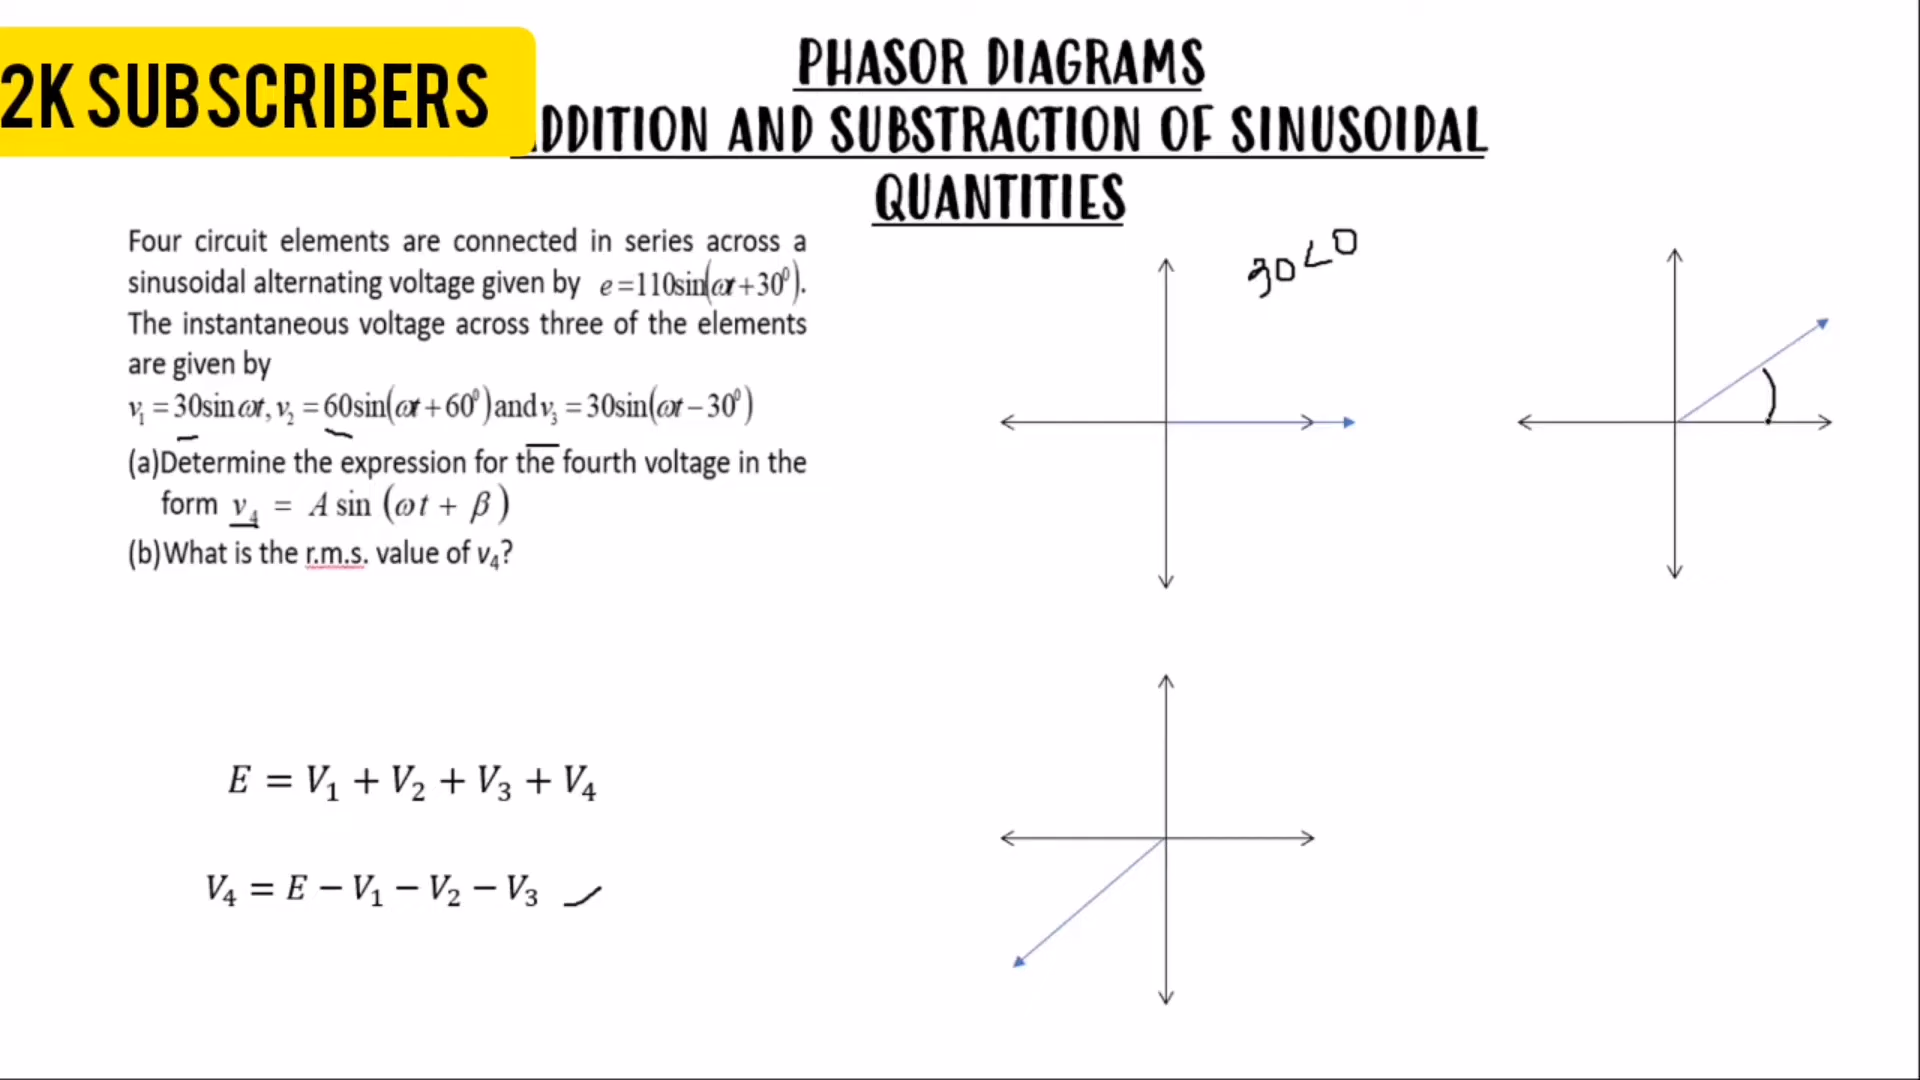 2K SUBSCRIBERS
PHASOR DIAGRAMS
DDITION AND SUBSTRACTION OF SINUSOIDAL
QUANTITIES
Four circuit elements are connected in series across a
sinusoidal alternating voltage given by e=110sin(ωt+30⁰).
The instantaneous voltage across three of the elements
are given by
v₁ = 30sin ωt, v₂ = 60sin(ωt + 60⁰) and v₃ = 30sin(ωt − 30⁰)
(a)Determine the expression for the fourth voltage in the
form v₄ = A sin (ωt + β)
(b)What is the r.m.s. value of v₄?
E = V₁ + V₂ + V₃ + V₄
V₄ = E − V₁ − V₂ − V₃
30<0